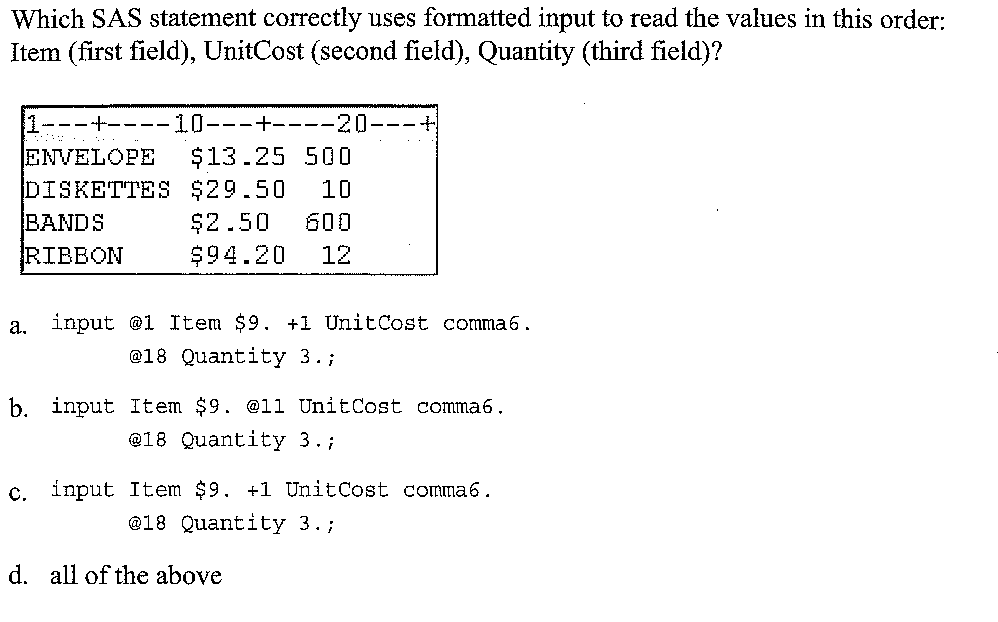 Which SAS statement correctly uses formatted input to read the values in this order:
Item (first field), UnitCost (second field), Quantity (third field)?
1---+----10---+----20---+
ENVELOPE  $13.25 500
DISKETTES $29.50  10
BANDS     $2.50  600
RIBBON    $94.20  12
a. input @1 Item $9. +1 UnitCost comma6.
@18 Quantity 3.;
b. input Item $9. @11 UnitCost comma6.
@18 Quantity 3.;
c. input Item $9. +1 UnitCost comma6.
@18 Quantity 3.;
d. all of the above